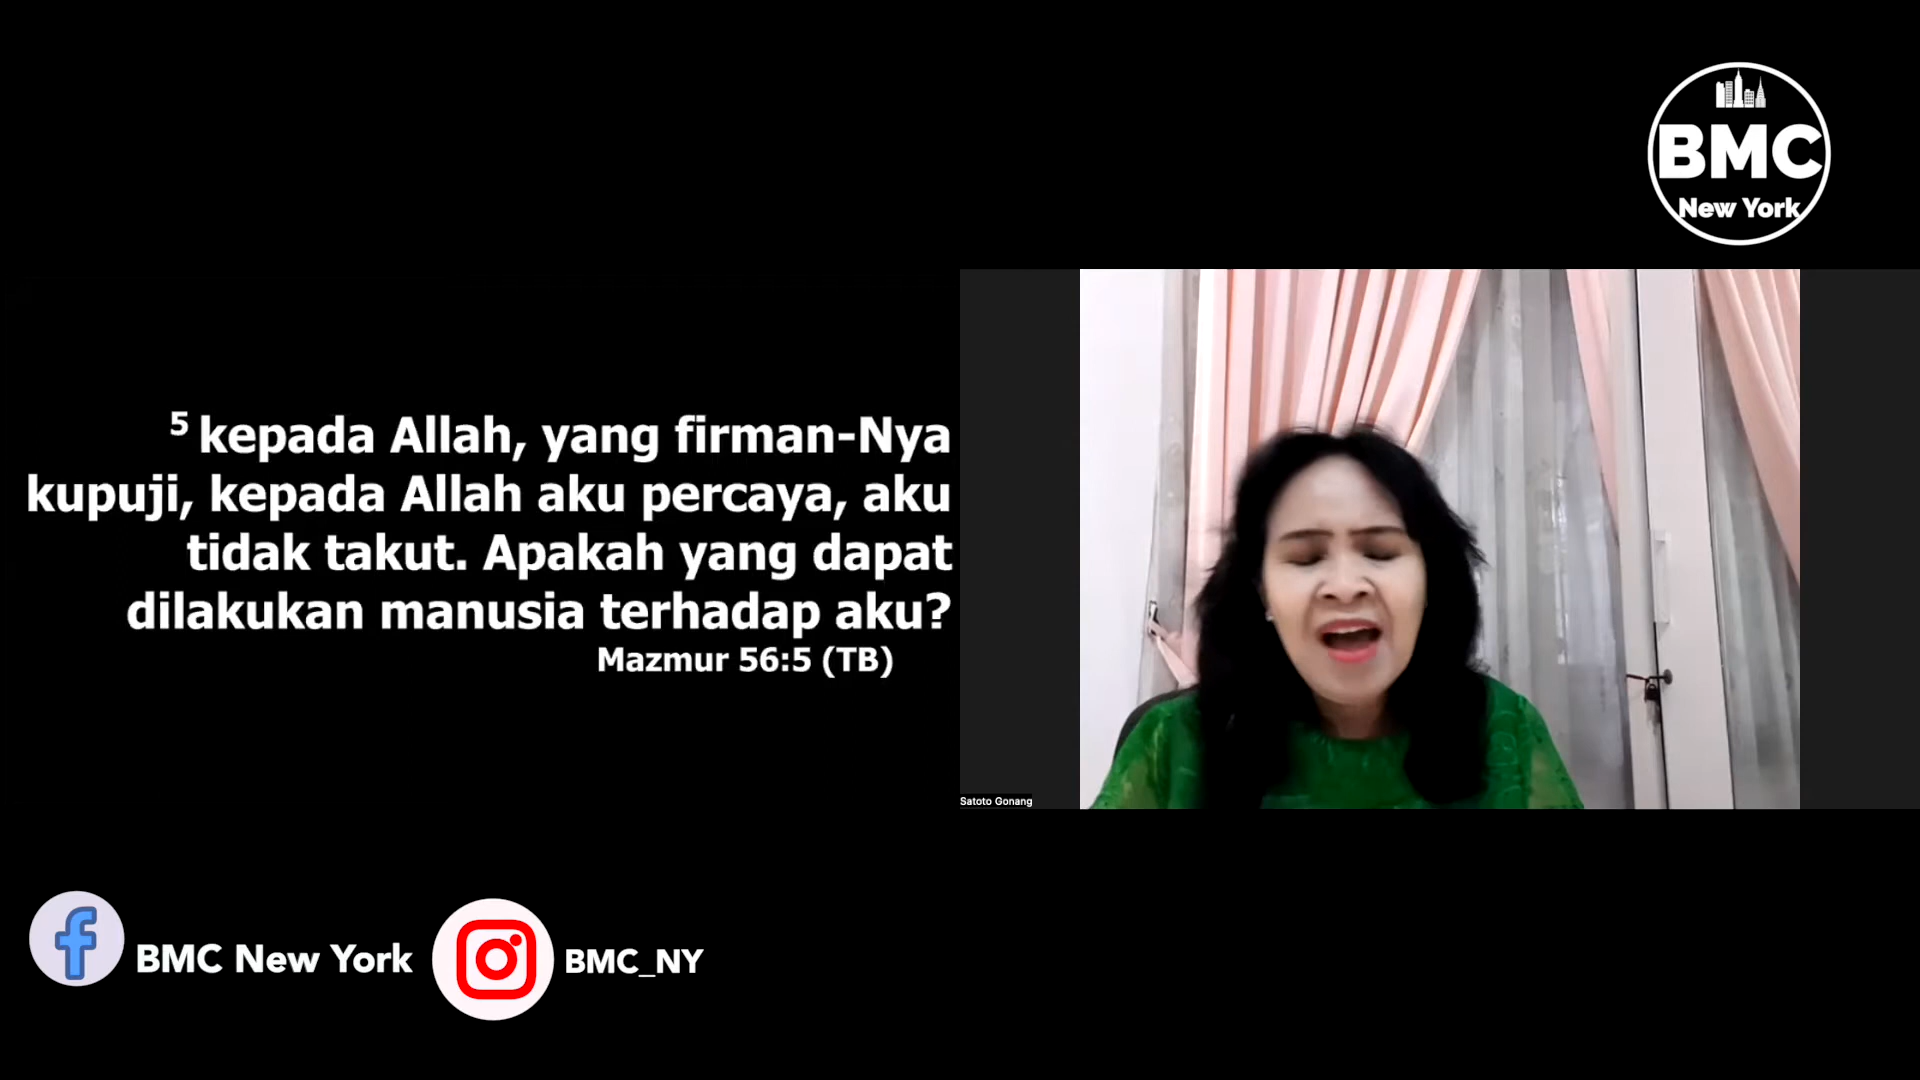 BMC
New York
⁵ kepada Allah, yang firman-Nya
kupuji, kepada Allah aku percaya, aku
tidak takut. Apakah yang dapat
dilakukan manusia terhadap aku?
Mazmur 56:5 (TB)
Satoto Gonang
BMC New York
BMC_NY